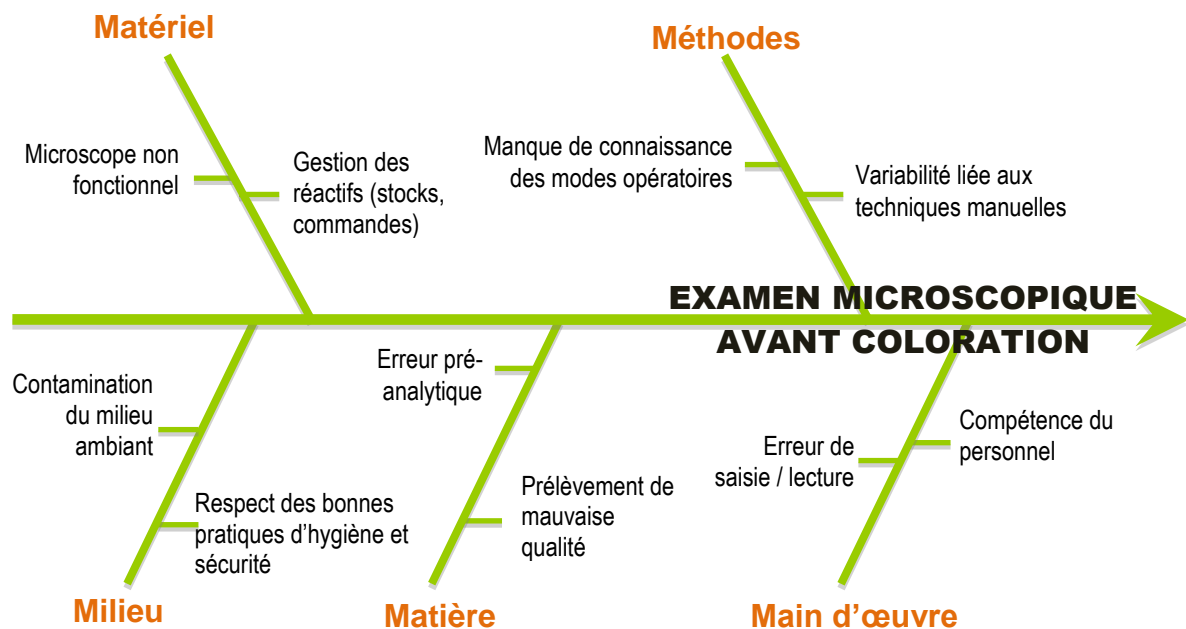 Matériel
Méthodes
Microscope non
fonctionnel
Gestion des
réactifs (stocks,
commandes)
Manque de connaissance
des modes opératoires
Variabilité liée aux
techniques manuelles
EXAMEN MICROSCOPIQUE
AVANT COLORATION
Contamination
du milieu
ambiant
Respect des bonnes
pratiques d’hygiène et
sécurité
Erreur pré-
analytique
Prélèvement de
mauvaise
qualité
Erreur de
saisie / lecture
Compétence du
personnel
Milieu
Matière
Main d’œuvre